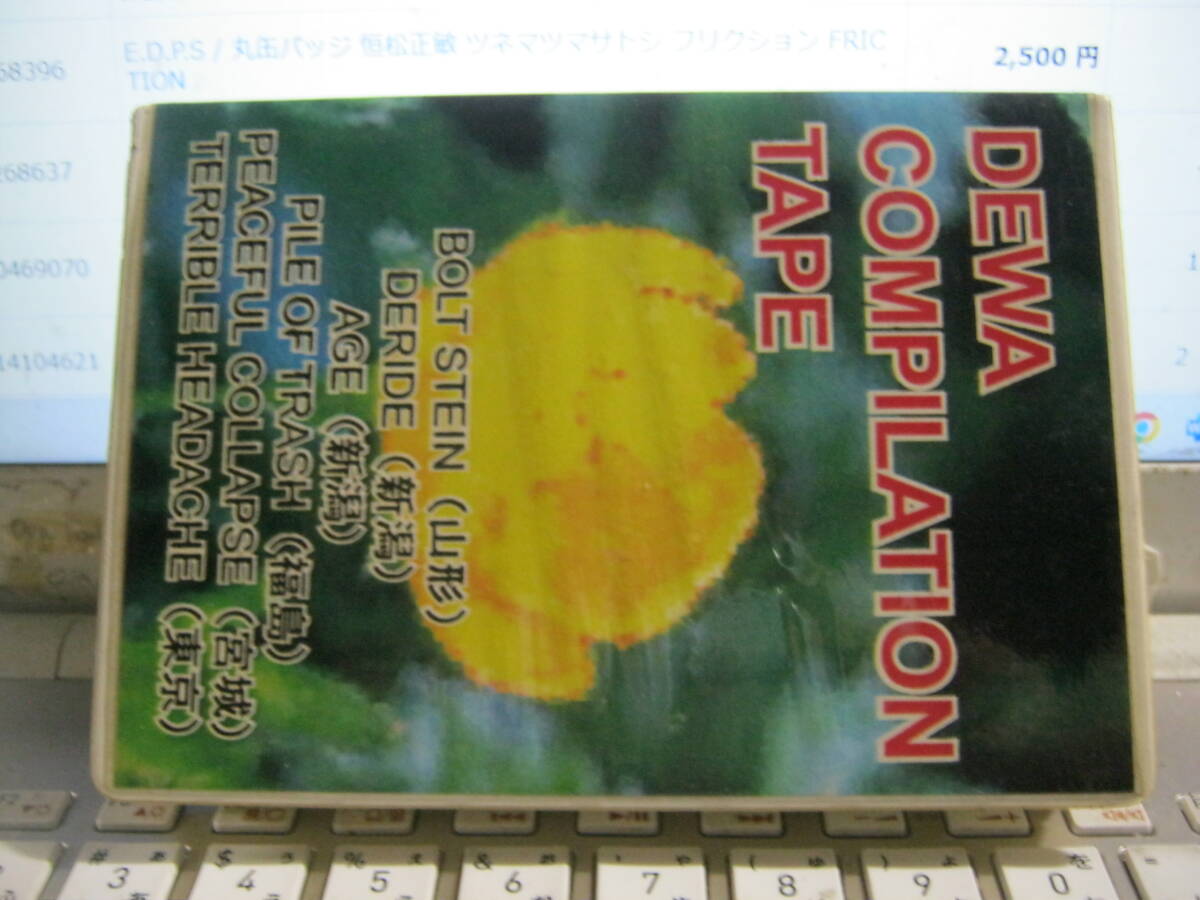 E.D.P.S / 丸缶バッジ 恒松正敏 ツネマツマサトシ フリクション FRIC
TION
2,500 円
68396
268637
0469070
14104621
1
2
DEWA
COMPILATION
TAPE
BOLT STEIN (山形)
DERIDE (新潟)
AGE (新潟)
PILE OF TRASH (福島)
PEACEFUL COLLAPSE (宮城)
TERRIBLE HEADACHE (東京)
3
4
5
6
7
8
9
0